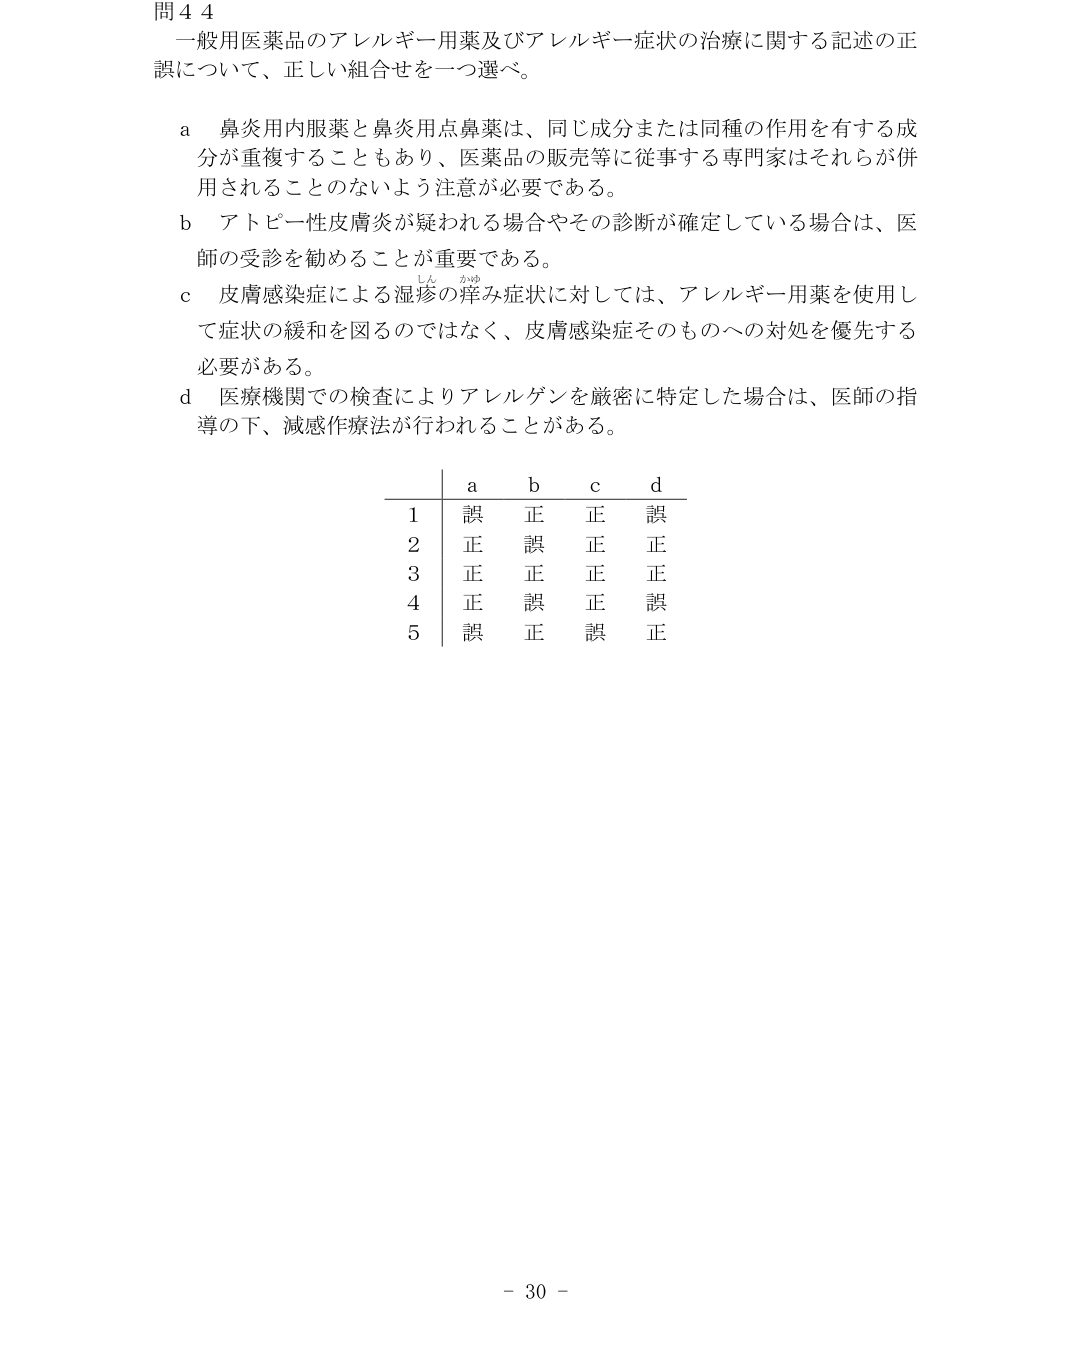 問４４
一般用医薬品のアレルギー用薬及びアレルギー症状の治療に関する記述の正
誤について、正しい組合せを一つ選べ。
a　鼻炎用内服薬と鼻炎用点鼻薬は、同じ成分または同種の作用を有する成
分が重複することもあり、医薬品の販売等に従事する専門家はそれらが併
用されることのないよう注意が必要である。
b　アトピー性皮膚炎が疑われる場合やその診断が確定している場合は、医
師の受診を勧めることが重要である。
しん　かゆ
c　皮膚感染症による湿疹の痒み症状に対しては、アレルギー用薬を使用し
て症状の緩和を図るのではなく、皮膚感染症そのものへの対処を優先する
必要がある。
d　医療機関での検査によりアレルゲンを厳密に特定した場合は、医師の指
導の下、減感作療法が行われることがある。
a b c d
1 誤 正 正 誤
2 正 誤 正 正
3 正 正 正 正
4 正 誤 正 誤
5 誤 正 誤 正
- 30 -